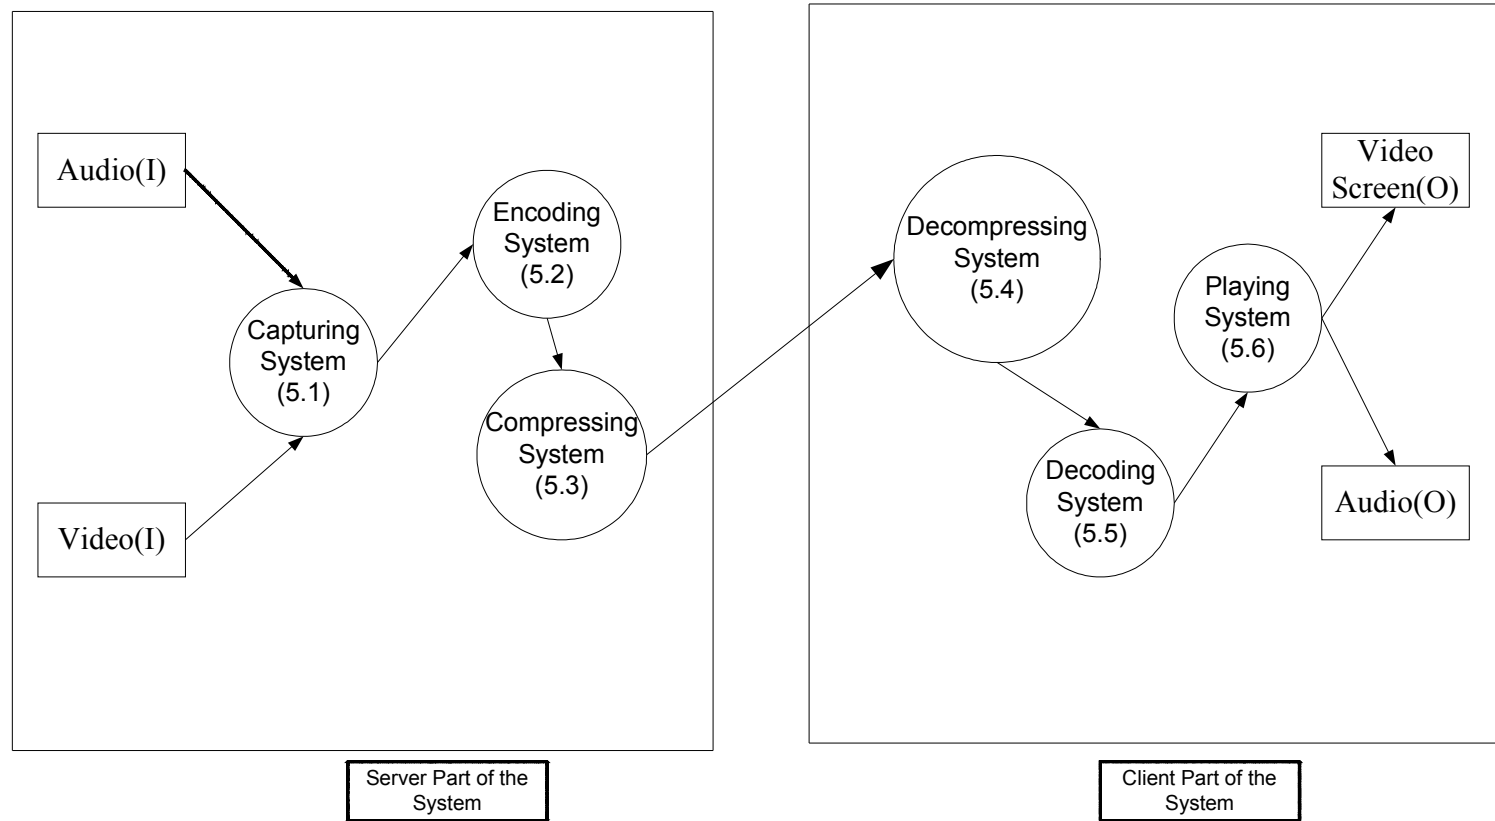 Audio(I)
Encoding
System
(5.2)
Capturing
System
(5.1)
Compressing
System
(5.3)
Video(I)
Server Part of the
System
Decompressing
System
(5.4)
Video
Screen(O)
Playing
System
(5.6)
Decoding
System
(5.5)
Audio(O)
Client Part of the
System